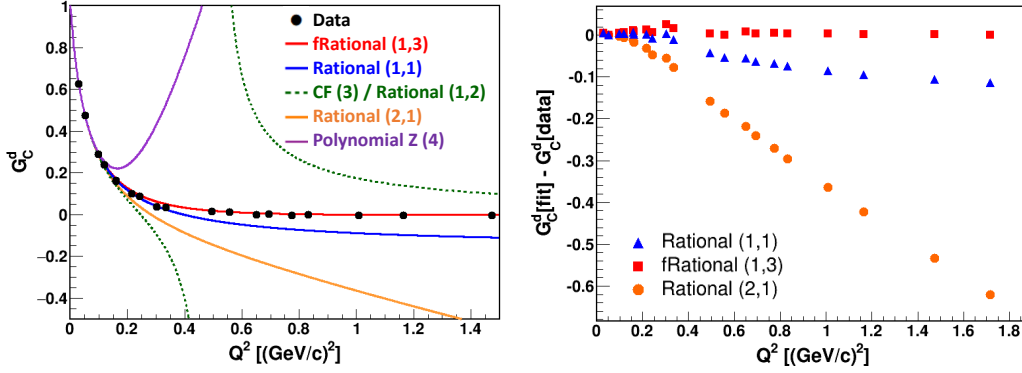 1
0.8
0.6
0.4
0.2
0
−0.2
−0.4
G_C^d
Data
fRational (1,3)
Rational (1,1)
CF (3) / Rational (1,2)
Rational (2,1)
Polynomial Z (4)
0 0.2 0.4 0.6 0.8 1 1.2 1.4
Q² [(GeV/c)²]
0
-0.1
-0.2
-0.3
-0.4
-0.5
-0.6
G_C^d[fit] - G_C^d[data]
Rational (1,1)
fRational (1,3)
Rational (2,1)
0 0.2 0.4 0.6 0.8 1 1.2 1.4 1.6 1.8
Q² [(GeV/c)²]